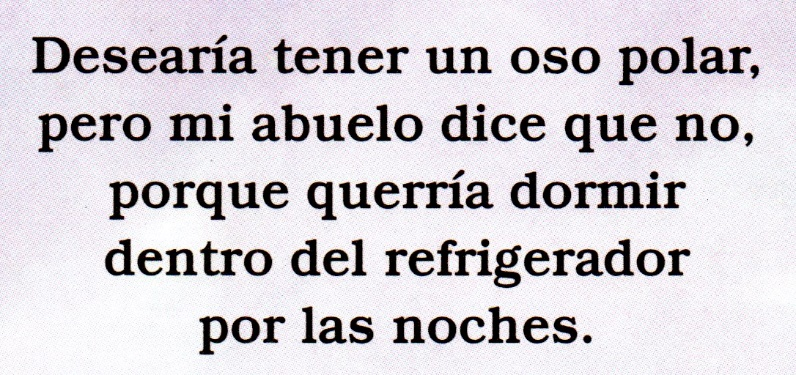 Desearía tener un oso polar,
pero mi abuelo dice que no,
porque querría dormir
dentro del refrigerador
por las noches.